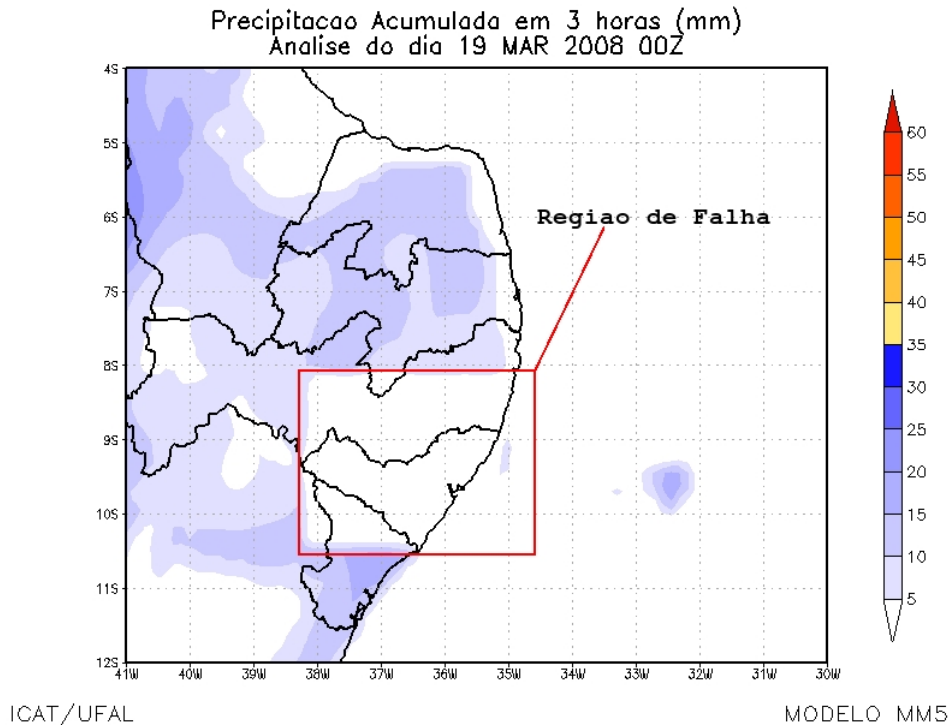 Precipitacao Acumulada em 3 horas (mm)
Analise do dia 19 MAR 2008 00Z
4S
5S
6S
7S
8S
9S
10S
11S
12S
Regiao de Falha
60
55
50
45
40
35
30
25
20
15
10
5
41W 40W 39W 38W 37W 36W 35W 34W 33W 32W 31W 30W
ICAT/UFAL
MODELO MM5